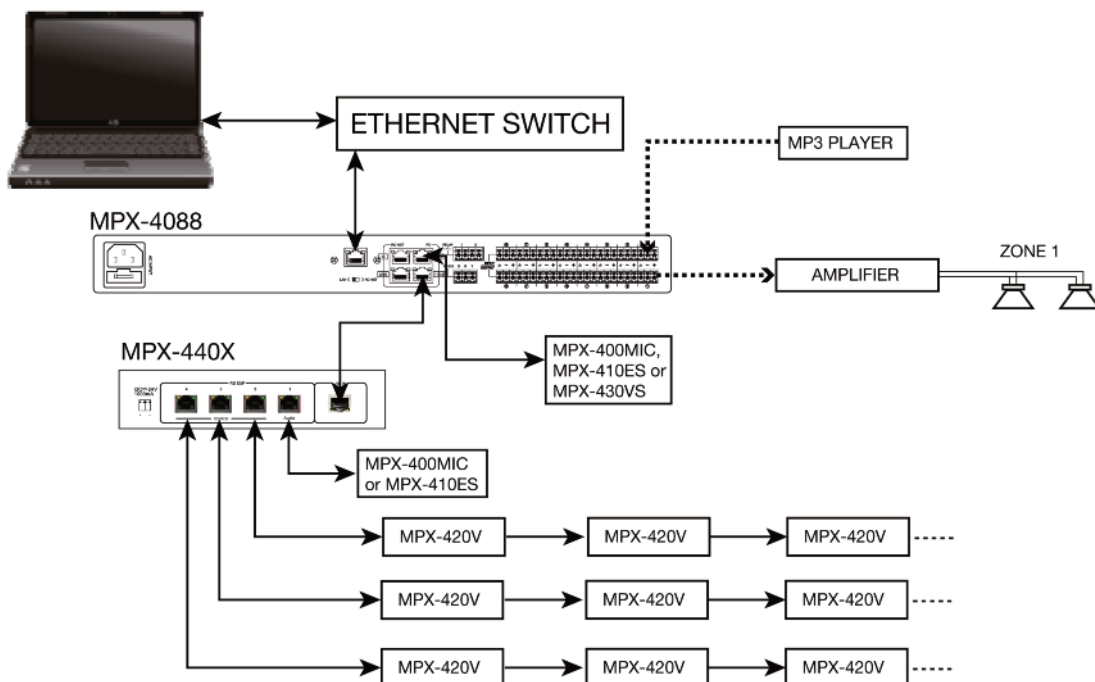 ETHERNET SWITCH
MP3 PLAYER
MPX-4088
ZONE 1
AMPLIFIER
MPX-440X
MPX-400MIC,
MPX-410ES or
MPX-430VS
MPX-400MIC
or MPX-410ES
MPX-420V
MPX-420V
MPX-420V
MPX-420V
MPX-420V
MPX-420V
MPX-420V
MPX-420V
MPX-420V